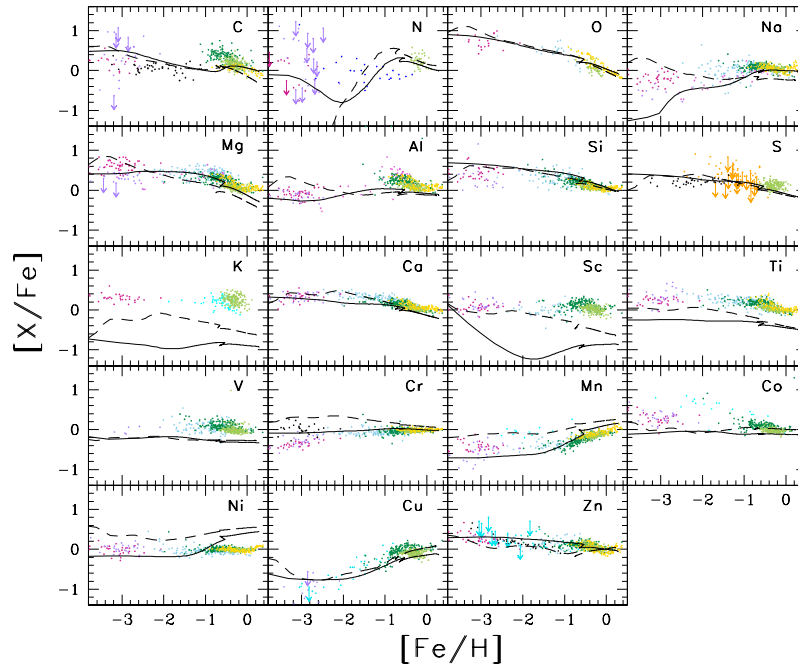 C N O Na
1
0
−1
Mg Al Si S
1
0
−1
K Ca Sc Ti
1
0
−1
V Cr Mn Co
1
0
−1
−3 −2 −1 0
Ni Cu Zn
1
0
−1
−3 −2 −1 0 −3 −2 −1 0 −3 −2 −1 0
[X/Fe]
[Fe/H]